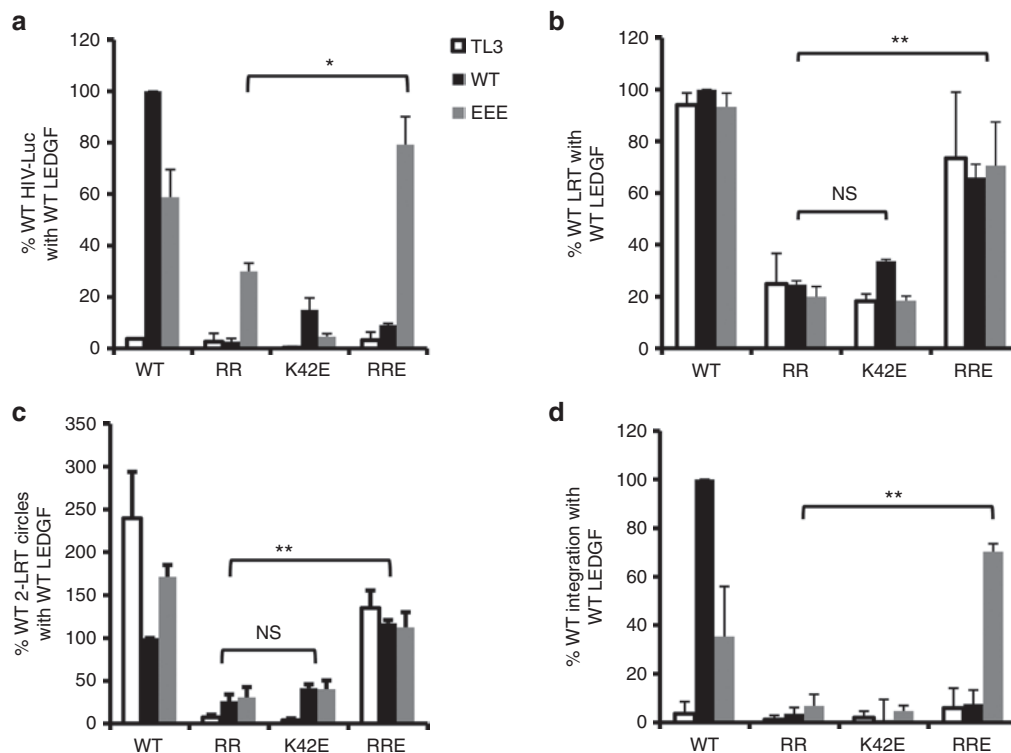 a
% WT HIV-Luc
with WT LEDGF
120
100
80
60
40
20
0
*
WT
RR
K42E
RRE
TL3
WT
EEE
b
% WT LRT with
WT LEDGF
120
100
80
60
40
20
0
**
NS
WT
RR
K42E
RRE
c
% WT 2-LRT circles
with WT LEDGF
350
300
250
200
150
100
50
0
**
NS
WT
RR
K42E
RRE
d
% WT integration with
WT LEDGF
120
100
80
60
40
20
0
**
WT
RR
K42E
RRE